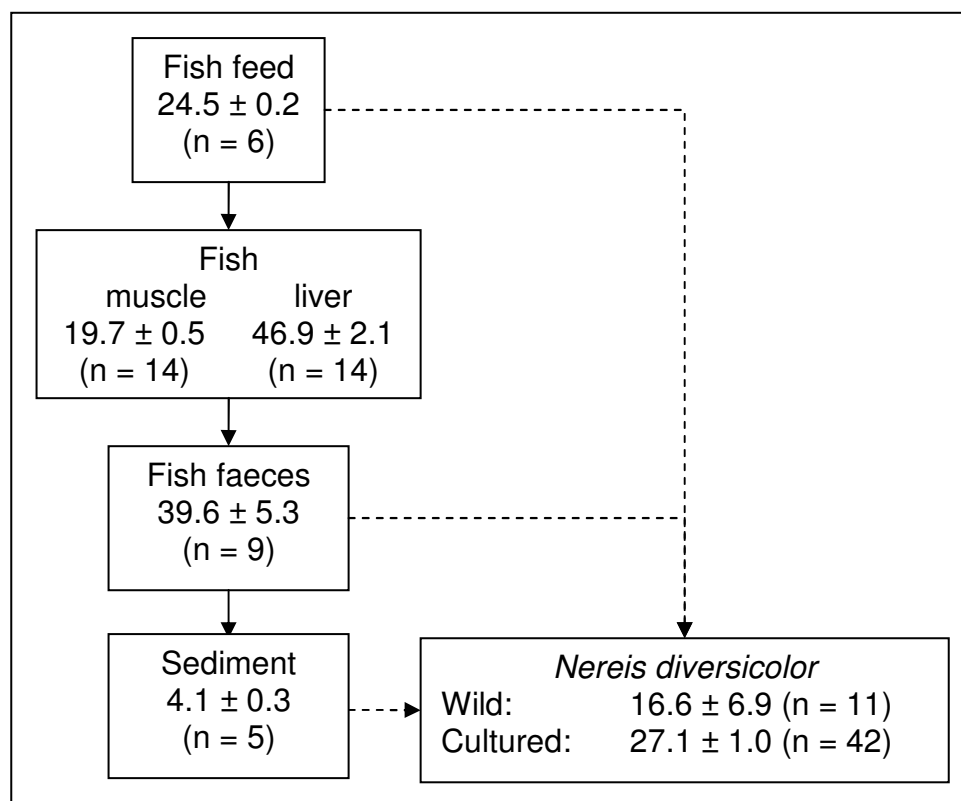 Fish feed
24.5 ± 0.2
(n = 6)
Fish
muscle liver
19.7 ± 0.5 46.9 ± 2.1
(n = 14) (n = 14)
Fish faeces
39.6 ± 5.3
(n = 9)
Sediment
4.1 ± 0.3
(n = 5)
Nereis diversicolor
Wild: 16.6 ± 6.9 (n = 11)
Cultured: 27.1 ± 1.0 (n = 42)